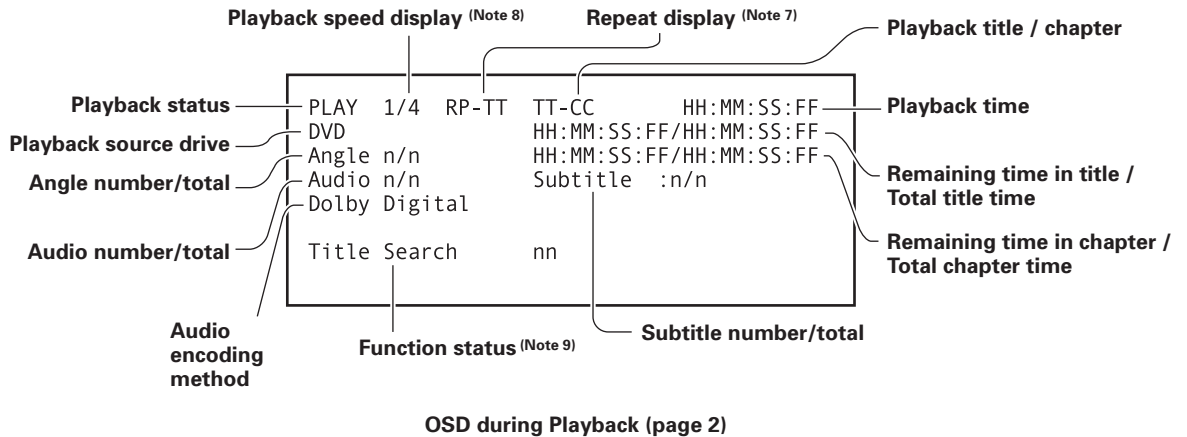 Playback speed display (Note 8)
Repeat display (Note 7)
Playback title / chapter
Playback status
PLAY 1/4 RP-TT TT-CC HH:MM:SS:FF
Playback time
Playback source drive
DVD HH:MM:SS:FF/HH:MM:SS:FF
Angle number/total
Angle n/n HH:MM:SS:FF/HH:MM:SS:FF
Remaining time in title /
Total title time
Audio n/n Subtitle :n/n
Dolby Digital
Audio number/total
Title Search nn
Remaining time in chapter /
Total chapter time
Audio
encoding
method
Function status (Note 9)
Subtitle number/total
OSD during Playback (page 2)